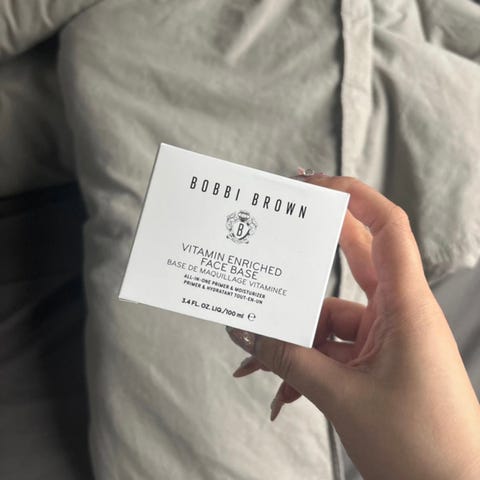 BOBBI BROWN
B
VITAMIN ENRICHED
FACE BASE
BASE DE MAQUILLAGE VITAMINÉE
ALL-IN-ONE PRIMER & MOISTURIZER
PRIMER & HYDRATANT TOUT-EN-UN
3.4 FL. OZ. LIQ./100 ml ℮